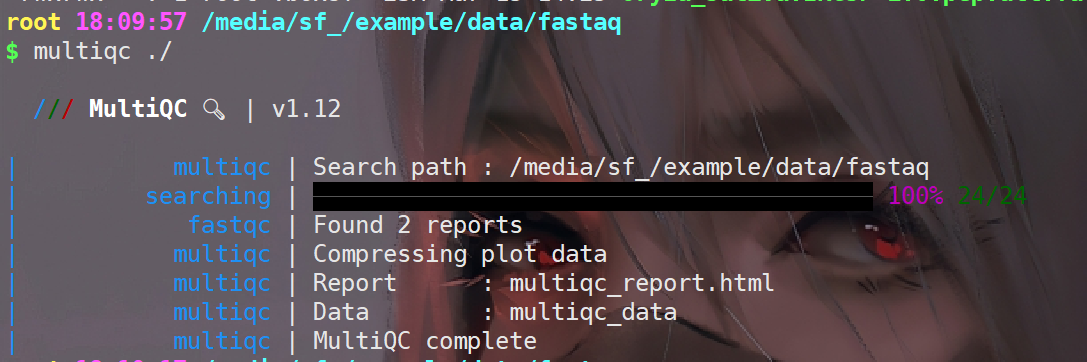 root 18:09:57 /media/sf_/example/data/fastaq
$ multiqc ./
/// MultiQC 🔍 | v1.12
| multiqc | Search path : /media/sf_/example/data/fastaq
| searching | 100% 24/24
| fastqc | Found 2 reports
| multiqc | Compressing plot data
| multiqc | Report : multiqc_report.html
| multiqc | Data : multiqc_data
| multiqc | MultiQC complete